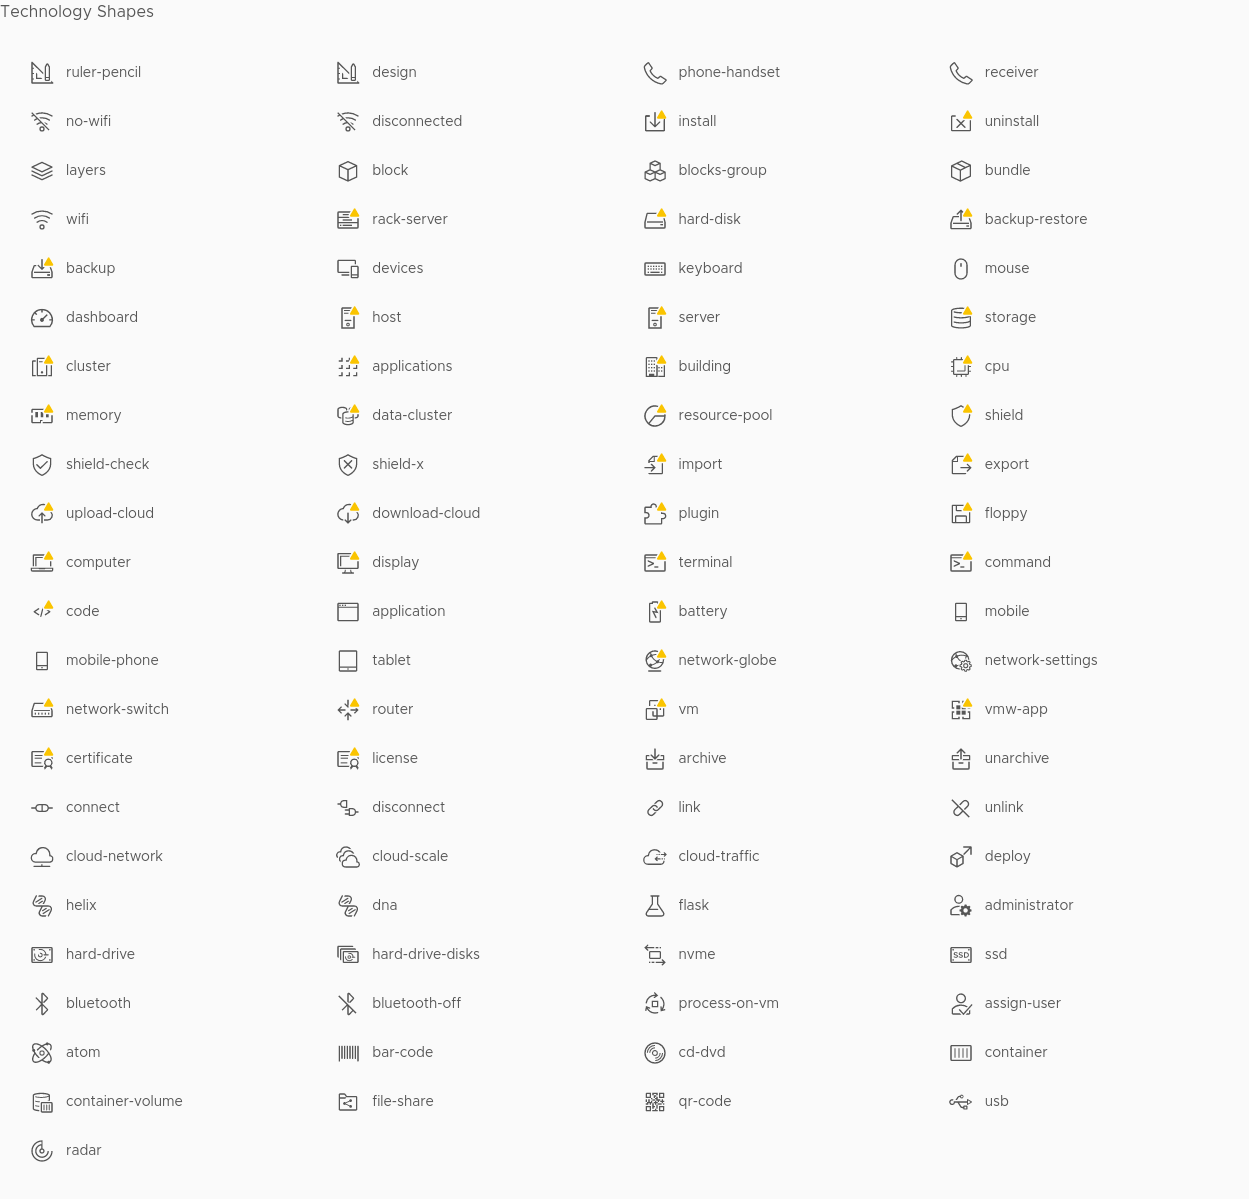 Technology Shapes
ruler-pencil design phone-handset receiver
no-wifi disconnected install uninstall
layers block blocks-group bundle
wifi rack-server hard-disk backup-restore
backup devices keyboard mouse
dashboard host server storage
cluster applications building cpu
memory data-cluster resource-pool shield
shield-check shield-x import export
upload-cloud download-cloud plugin floppy
computer display terminal command
code application battery mobile
mobile-phone tablet network-globe network-settings
network-switch router vm vmw-app
certificate license archive unarchive
connect disconnect link unlink
cloud-network cloud-scale cloud-traffic deploy
helix dna flask administrator
hard-drive hard-drive-disks nvme SSD ssd
bluetooth bluetooth-off process-on-vm assign-user
atom bar-code cd-dvd container
container-volume file-share qr-code usb
radar